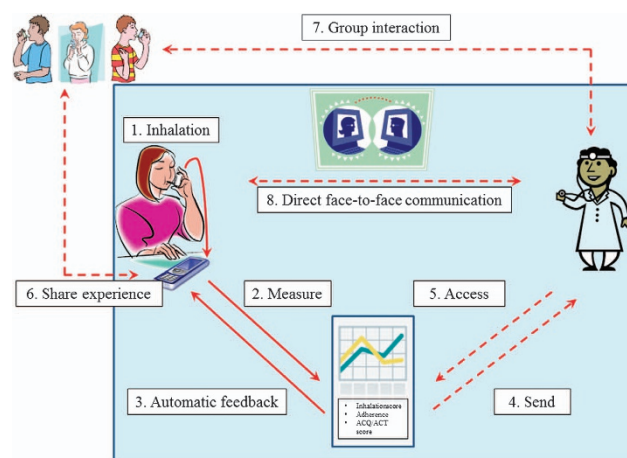 7. Group interaction
1. Inhalation
8. Direct face-to-face communication
6. Share experience
2. Measure
5. Access
3. Automatic feedback
4. Send
• Inhalationscore
• Adherence
• ACQ/ACT
score